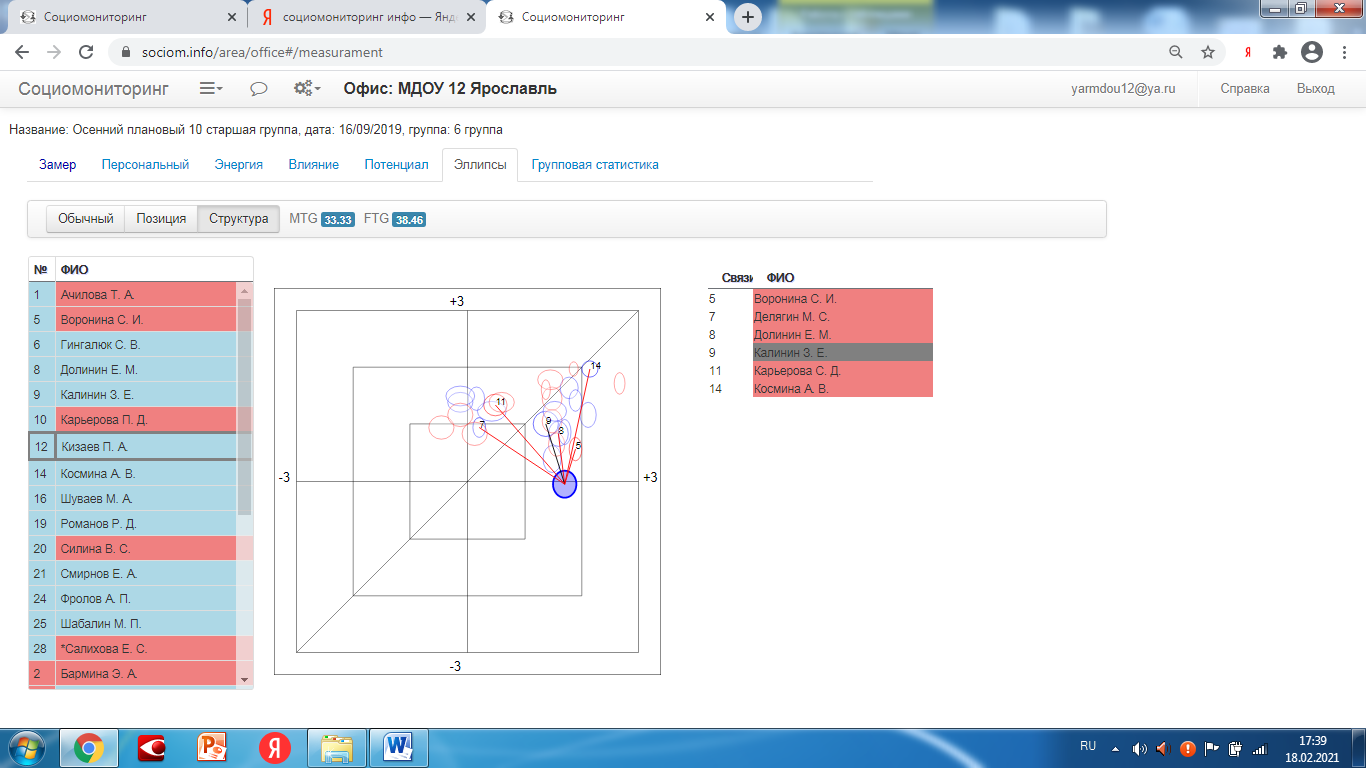 Социомониторинг
социомониторинг инфо — Янд
Социомониторинг
sociom.info/area/office#/measurament
Социомониторинг
Офис: МДОУ 12 Ярославль
yarmdou12@ya.ru
Справка
Выход
Название: Осенний плановый 10 старшая группа, дата: 16/09/2019, группа: 6 группа
Замер Персональный Энергия Влияние Потенциал Эллипсы Групповая статистика
Обычный Позиция Структура MTG 33.33 FTG 38.46
№ ФИО
1 Ачилова Т. А.
5 Воронина С. И.
6 Гингалюк С. В.
8 Долинин Е. М.
9 Калинин З. Е.
10 Карьерова П. Д.
12 Кизаев П. А.
14 Космина А. В.
16 Шуваев М. А.
19 Романов Р. Д.
20 Силина В. С.
21 Смирнов Е. А.
24 Фролов А. П.
25 Шабалин М. П.
28 *Салихова Е. С.
2 Бармина Э. А.
+3
14
11
7
9
8
5
-3
+3
-3
Связи ФИО
5 Воронина С. И.
7 Делягин М. С.
8 Долинин Е. М.
9 Калинин З. Е.
11 Карьерова С. Д.
14 Космина А. В.
RU
17:39
18.02.2021